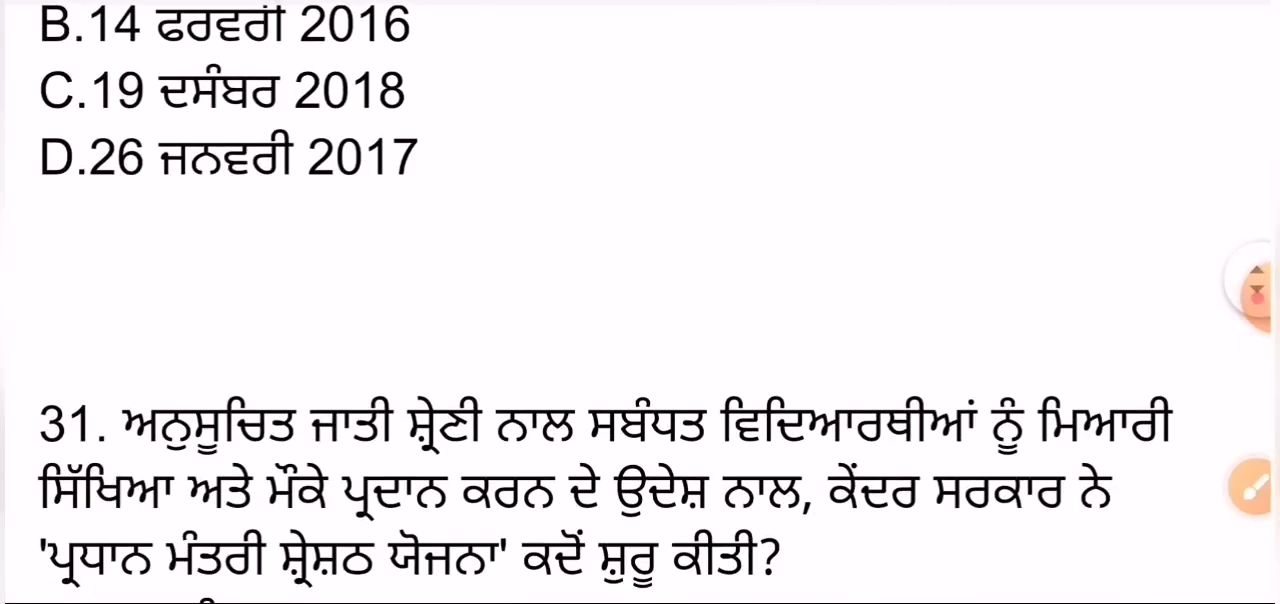 B.14 ਫਰਵਰੀ 2016
C.19 ਦਸੰਬਰ 2018
D.26 ਜਨਵਰੀ 2017
31. ਅਨੁਸੂਚਿਤ ਜਾਤੀ ਸ਼੍ਰੇਣੀ ਨਾਲ ਸਬੰਧਤ ਵਿਦਿਆਰਥੀਆਂ ਨੂੰ ਮਿਆਰੀ
ਸਿੱਖਿਆ ਅਤੇ ਮੌਕੇ ਪ੍ਰਦਾਨ ਕਰਨ ਦੇ ਉਦੇਸ਼ ਨਾਲ, ਕੇਂਦਰ ਸਰਕਾਰ ਨੇ
'ਪ੍ਰਧਾਨ ਮੰਤਰੀ ਸ਼੍ਰੇਸ਼ਠ ਯੋਜਨਾ' ਕਦੋਂ ਸ਼ੁਰੂ ਕੀਤੀ?